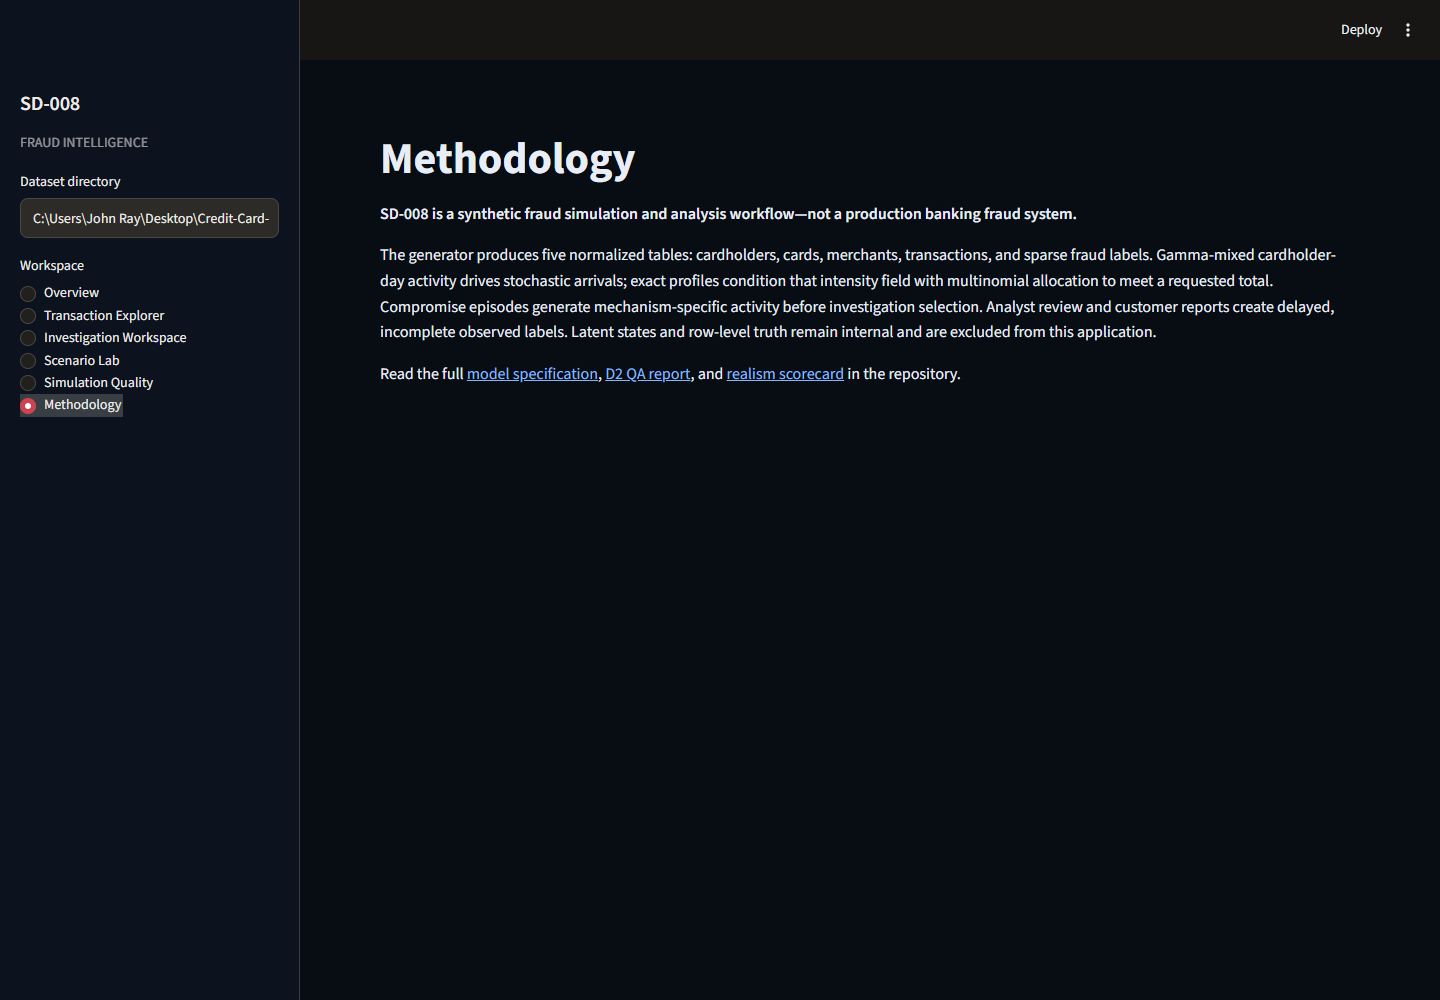 Deploy
SD-008
FRAUD INTELLIGENCE
Dataset directory
C:\Users\John Ray\Desktop\Credit-Card-
Workspace
Overview
Transaction Explorer
Investigation Workspace
Scenario Lab
Simulation Quality
Methodology
Methodology
SD-008 is a synthetic fraud simulation and analysis workflow—not a production banking fraud system.
The generator produces five normalized tables: cardholders, cards, merchants, transactions, and sparse fraud labels. Gamma-mixed cardholder-
day activity drives stochastic arrivals; exact profiles condition that intensity field with multinomial allocation to meet a requested total.
Compromise episodes generate mechanism-specific activity before investigation selection. Analyst review and customer reports create delayed,
incomplete observed labels. Latent states and row-level truth remain internal and are excluded from this application.
Read the full model specification, D2 QA report, and realism scorecard in the repository.